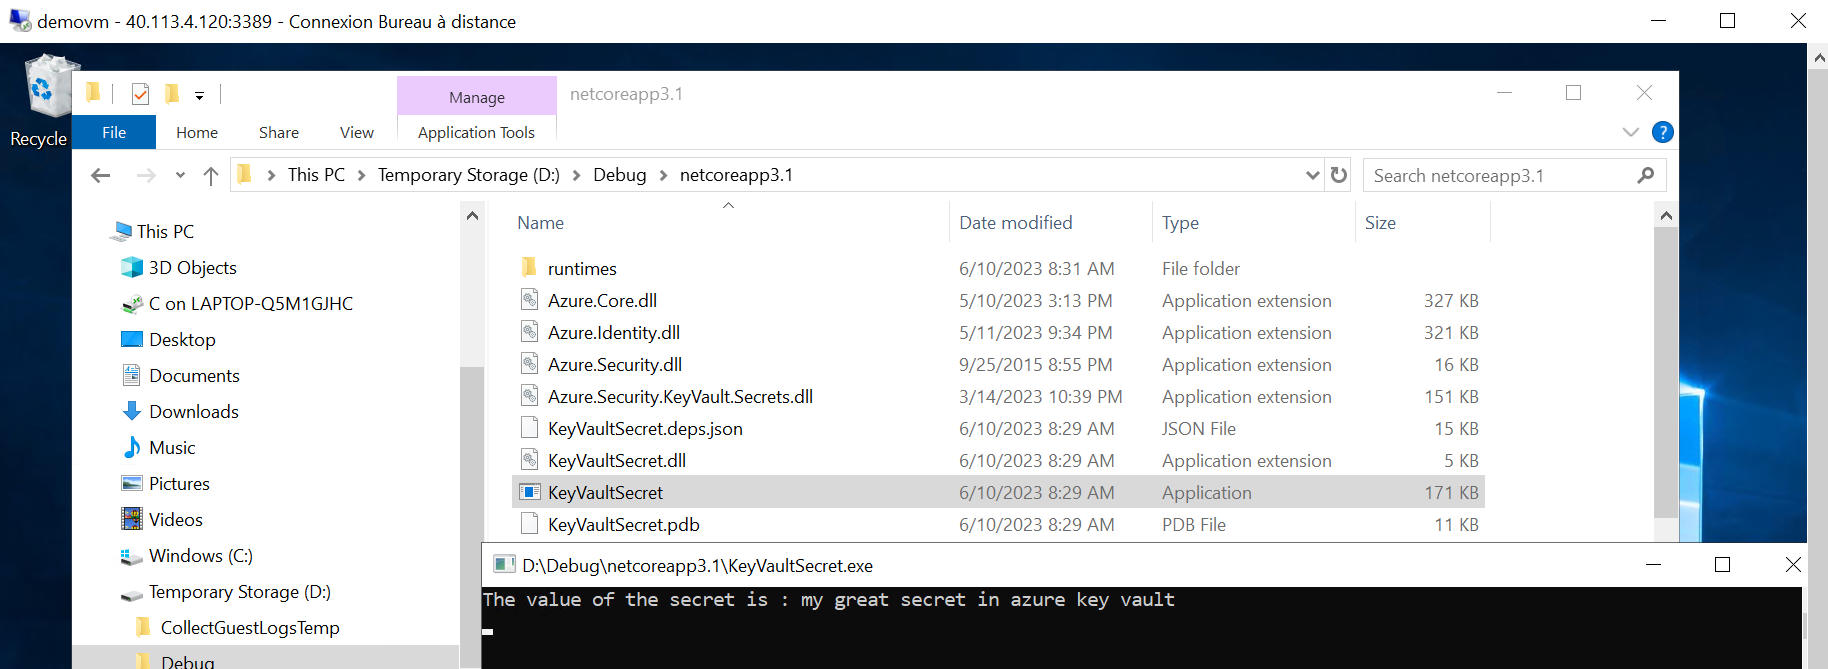 demovm - 40.113.4.120:3389 - Connexion Bureau à distance
Recycle
Manage
netcoreapp3.1
File Home Share View Application Tools
This PC > Temporary Storage (D:) > Debug > netcoreapp3.1
Search netcoreapp3.1
This PC
3D Objects
C on LAPTOP-Q5M1GJHC
Desktop
Documents
Downloads
Music
Pictures
Videos
Windows (C:)
Temporary Storage (D:)
CollectGuestLogsTemp
Debug
Name Date modified Type Size
runtimes 6/10/2023 8:31 AM File folder
Azure.Core.dll 5/10/2023 3:13 PM Application extension 327 KB
Azure.Identity.dll 5/11/2023 9:34 PM Application extension 321 KB
Azure.Security.dll 9/25/2015 8:55 PM Application extension 16 KB
Azure.Security.KeyVault.Secrets.dll 3/14/2023 10:39 PM Application extension 151 KB
KeyVaultSecret.deps.json 6/10/2023 8:29 AM JSON File 15 KB
KeyVaultSecret.dll 6/10/2023 8:29 AM Application extension 5 KB
KeyVaultSecret 6/10/2023 8:29 AM Application 171 KB
KeyVaultSecret.pdb 6/10/2023 8:29 AM PDB File 11 KB
D:\Debug\netcoreapp3.1\KeyVaultSecret.exe
The value of the secret is : my great secret in azure key vault